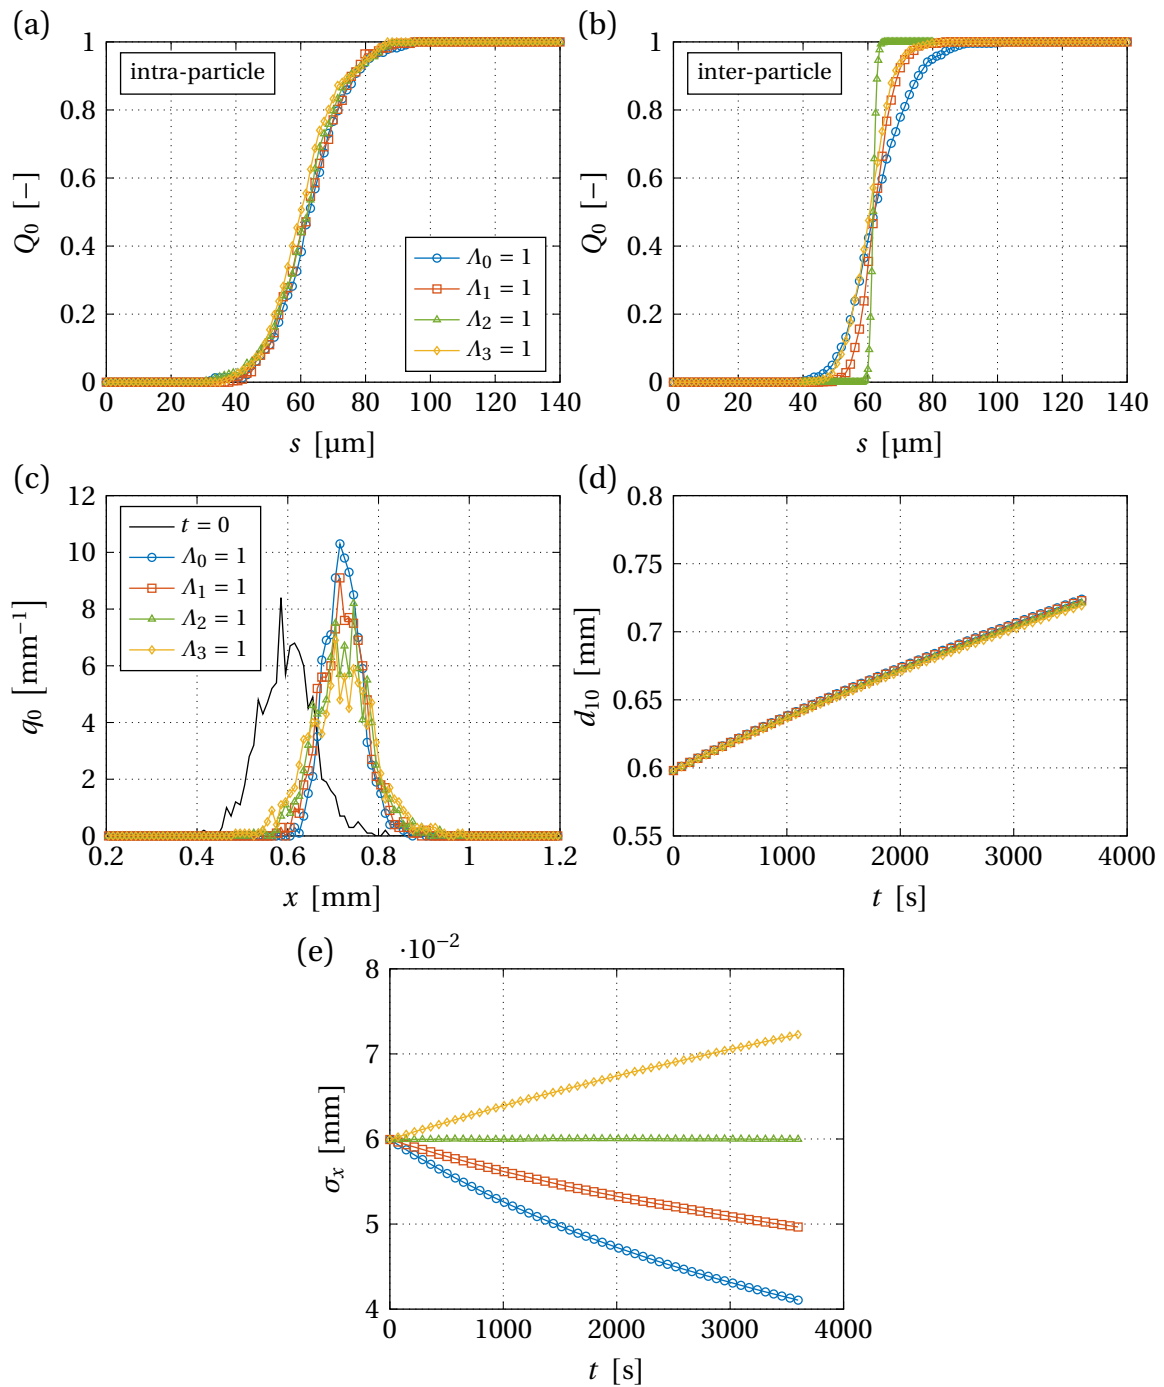 (a)
1
0.8
0.6
0.4
0.2
0
Q₀ [−]
intra-particle
Λ₀ = 1
Λ₁ = 1
Λ₂ = 1
Λ₃ = 1
0 20 40 60 80 100 120 140
s [µm]
(b)
1
0.8
0.6
0.4
0.2
0
Q₀ [−]
inter-particle
0 20 40 60 80 100 120 140
s [µm]
(c)
12
10
8
6
4
2
0
q₀ [mm⁻¹]
t = 0
Λ₀ = 1
Λ₁ = 1
Λ₂ = 1
Λ₃ = 1
0.2 0.4 0.6 0.8 1 1.2
x [mm]
(d)
0.8
0.75
0.7
0.65
0.6
0.55
d₁₀ [mm]
0 1000 2000 3000 4000
t [s]
(e)
·10⁻²
8
7
6
5
4
σₓ [mm]
0 1000 2000 3000 4000
t [s]